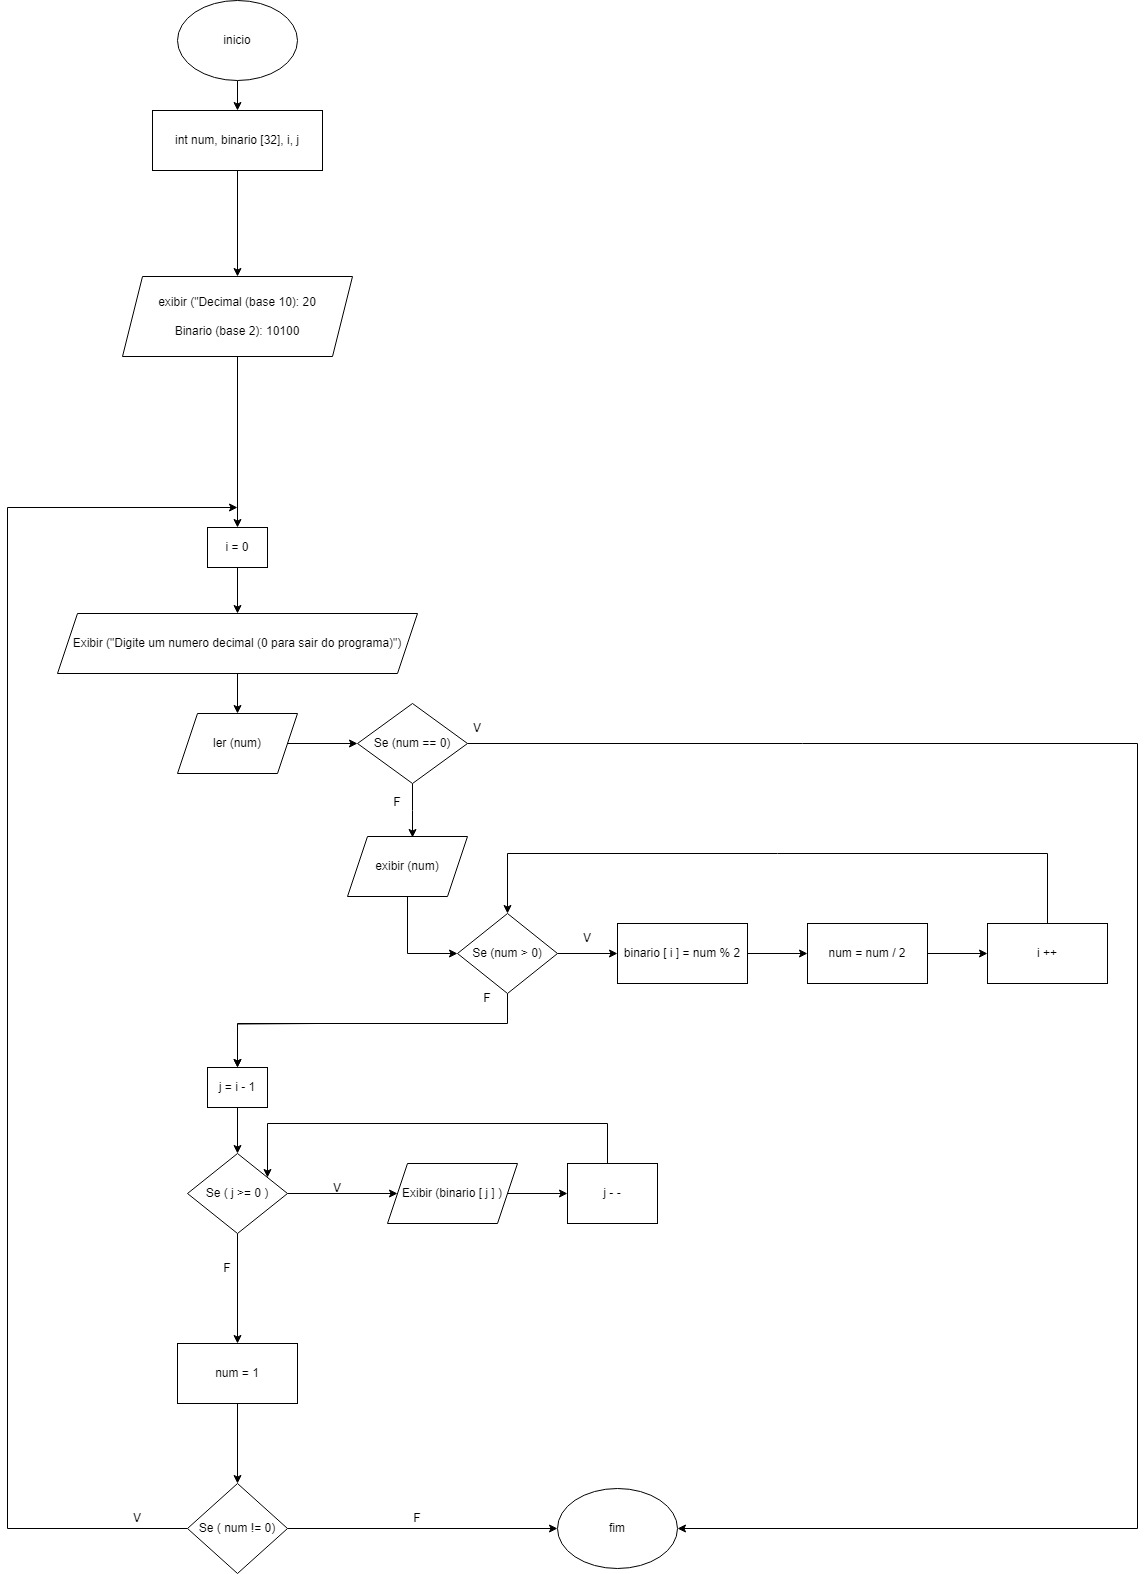 inicio
int num, binario [32], i, j
exibir ("Decimal (base 10): 20
Binario (base 2): 10100
i = 0
Exibir ("Digite um numero decimal (0 para sair do programa)")
ler (num)
Se (num == 0)
V
F
exibir (num)
Se (num > 0)
V
binario [ i ] = num % 2
num = num / 2
i ++
F
j = i - 1
Se ( j >= 0 )
V
Exibir (binario [ j ] )
j - -
F
num = 1
V
Se ( num != 0)
F
fim